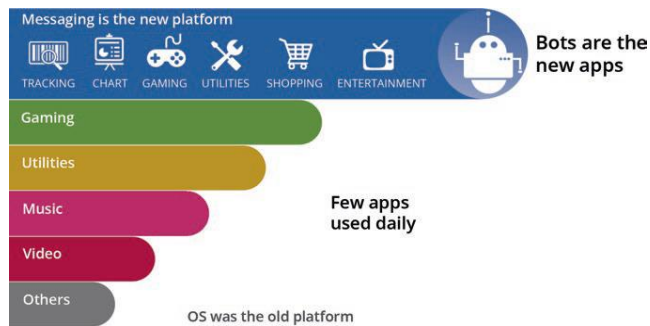 Messaging is the new platform
TRACKING CHART GAMING UTILITIES SHOPPING ENTERTAINMENT
Bots are the
new apps
Gaming
Utilities
Music
Few apps
used daily
Video
Others
OS was the old platform